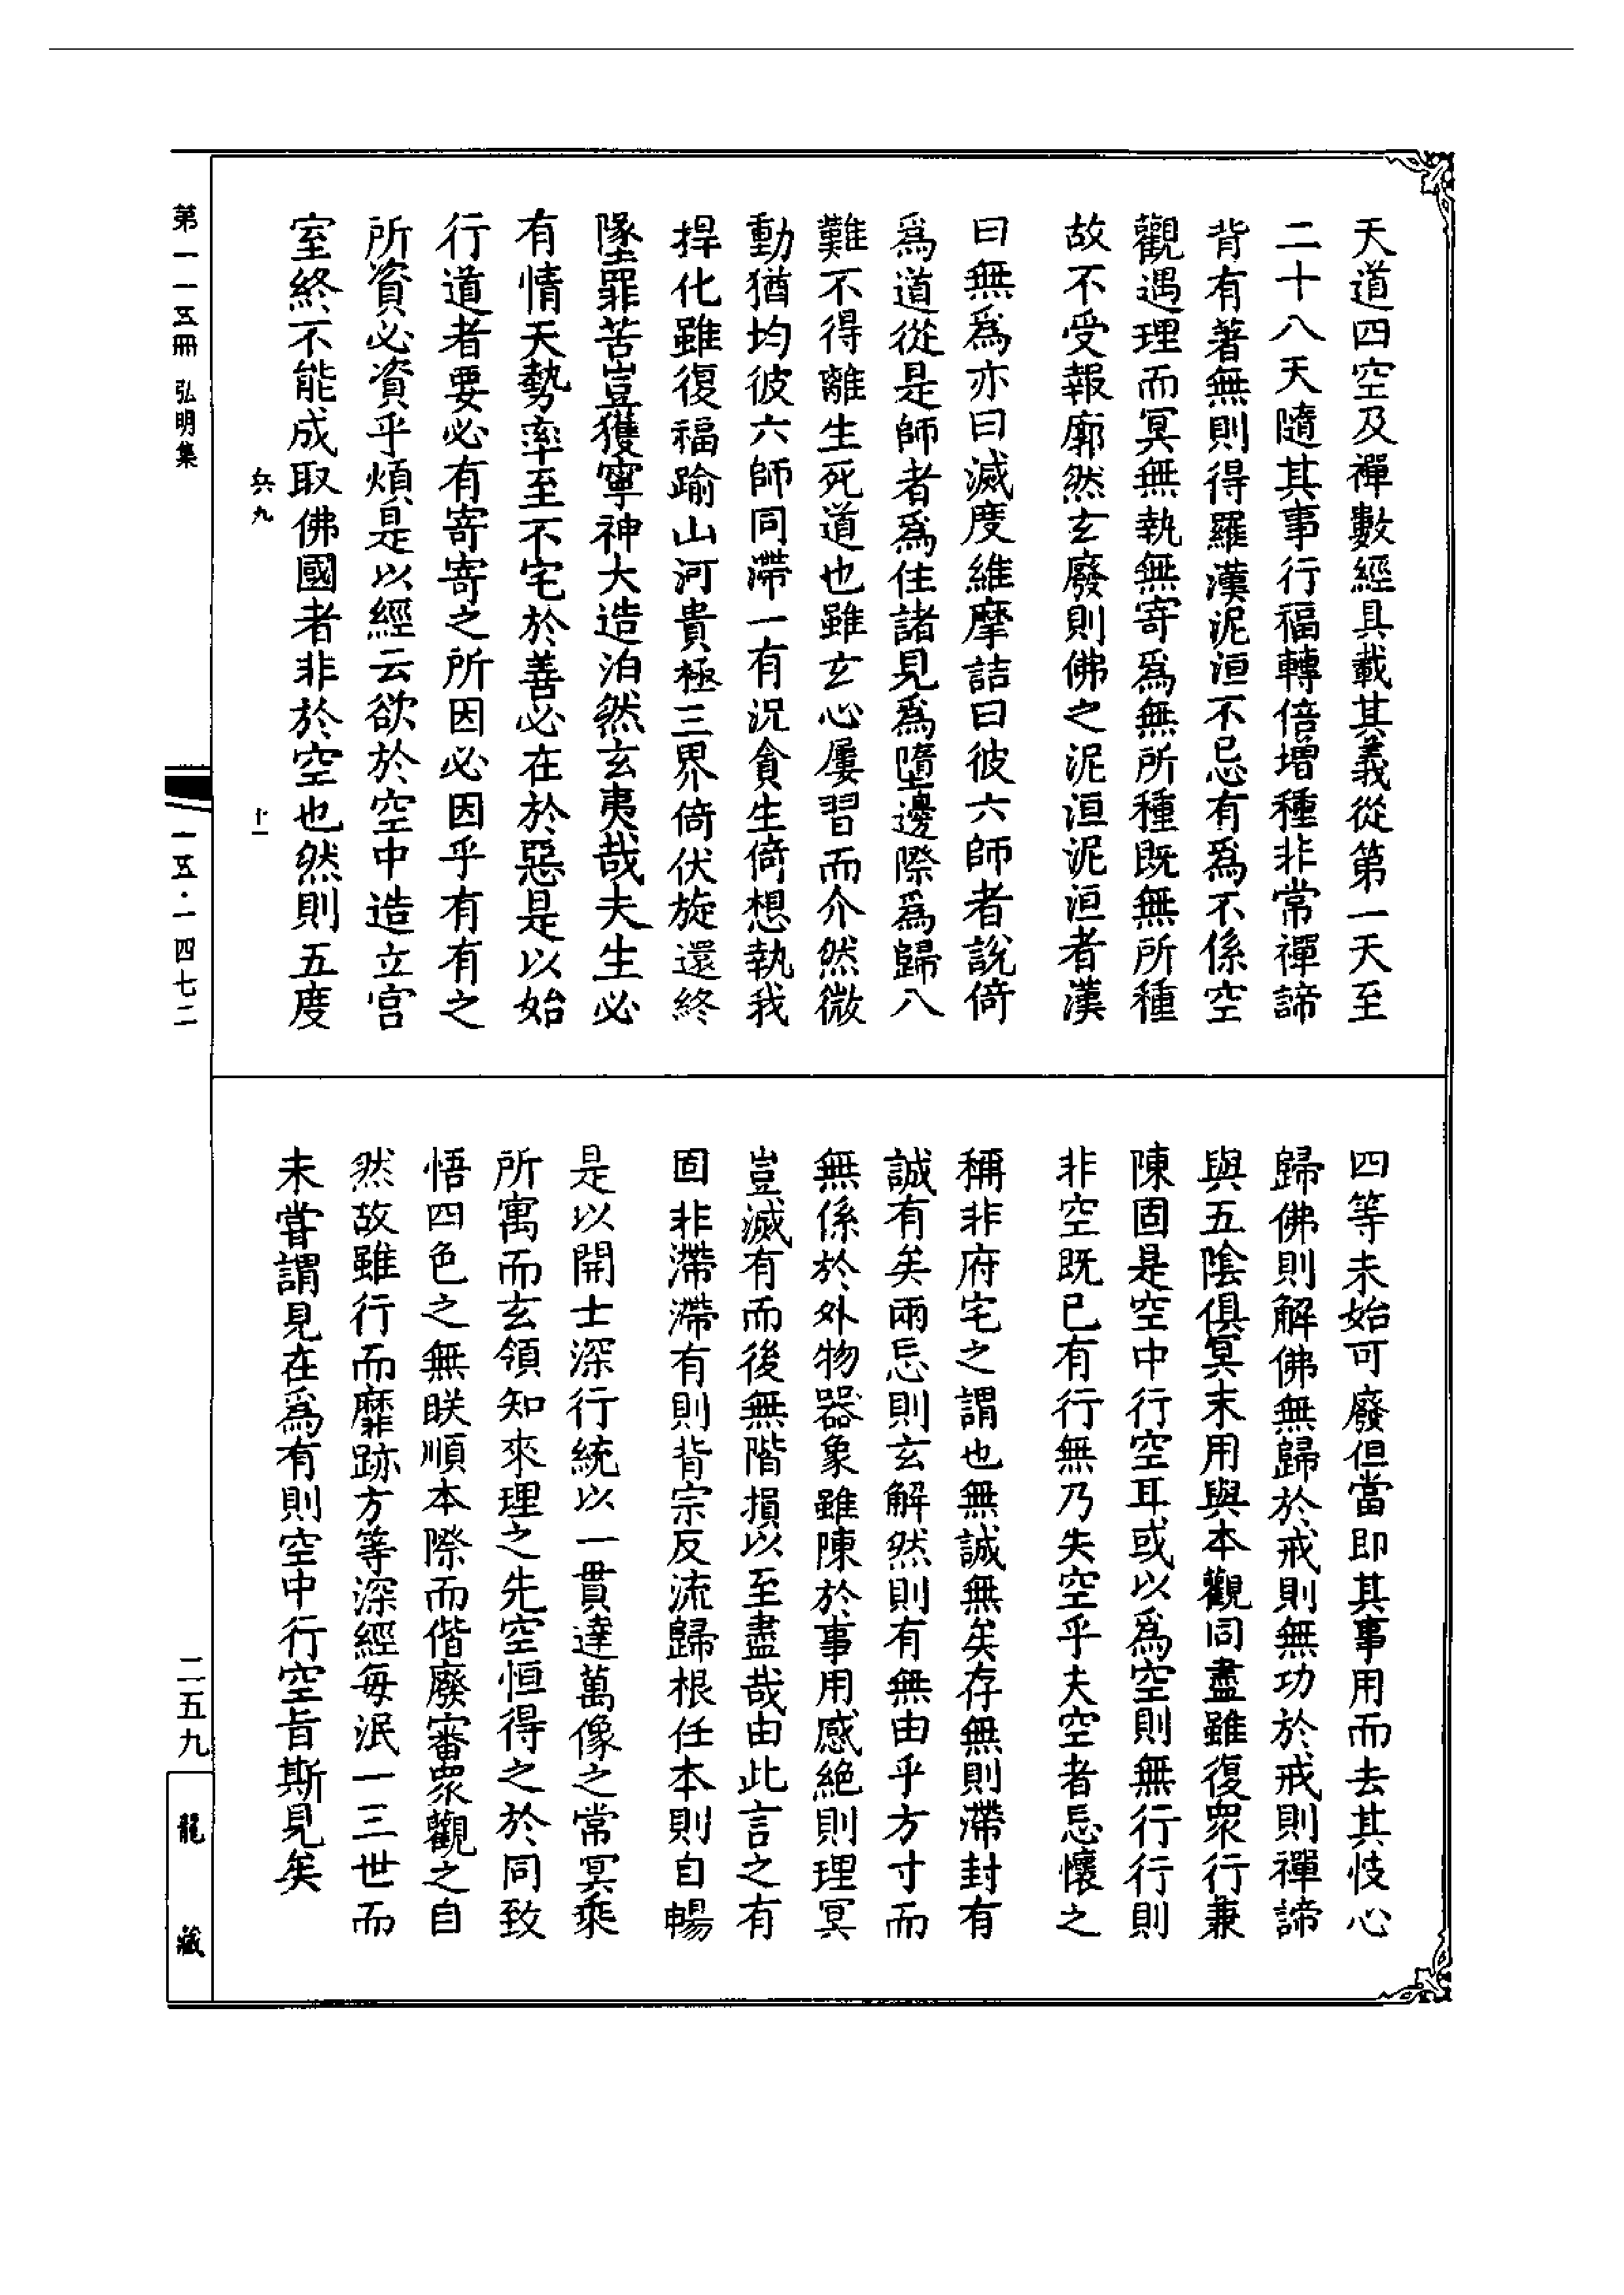 天道四空及禪數經具載其義從第一天至
二十八天隨其事行福轉倍增種非常禪諦
背有著無則得羅漢泥洹不忌有爲不係空
觀遇理而冥無執無寄爲無所種既無所種
故不受報廓然玄廢則佛之泥洹泥洹者漢
曰無爲亦曰滅度維摩詰曰彼六師者說倚
爲道從是師者爲住諸見爲墮邊際爲歸八
難不得離生死道也雖玄心屢習而介然微
動猶均彼六師同滯一有況貪生倚想執我
捍化雖復福踰山河貴極三界倚伏旋還終
墜罪苦豈獲寧神大造泊然玄夷哉夫生必
有情天勢率至不宅於善必在於惡是以始
行道者要必有寄寄之所因必因乎有有之
所資必資乎煩是以經云欲於空中造立宮
室終不能成取佛國者非於空也然則五度
兵九
十一
四等未始可廢但當即其事用而去其忮心
歸佛則解佛無歸於戒則無功於戒則禪諦
與五陰俱冥末用與本觀同盡雖復衆行兼
陳固是空中行空耳或以爲空則無行行則
非空既已有行無乃失空乎夫空者忘懷之
稱非府宅之謂也無誠無矣存無則滯封有
誠有矣兩忘則玄解然則有無由乎方寸而
無係於外物器象雖陳於事用感絶則理冥
豈滅有而後無階損以至盡哉由此言之有
固非滯滯有則背宗反流歸根任本則自暢
是以開士深行統以一貫達萬像之常冥乘
所寓而玄領知來理之先空恒得之於同致
悟四色之無眹順本際而偕廢審衆觀之自
然故雖行而靡跡方等深經每泯一三世而
未嘗謂見在爲有則空中行空旨斯見矣
第一一五冊 弘明集
一五·一四七二
二五九
龍藏